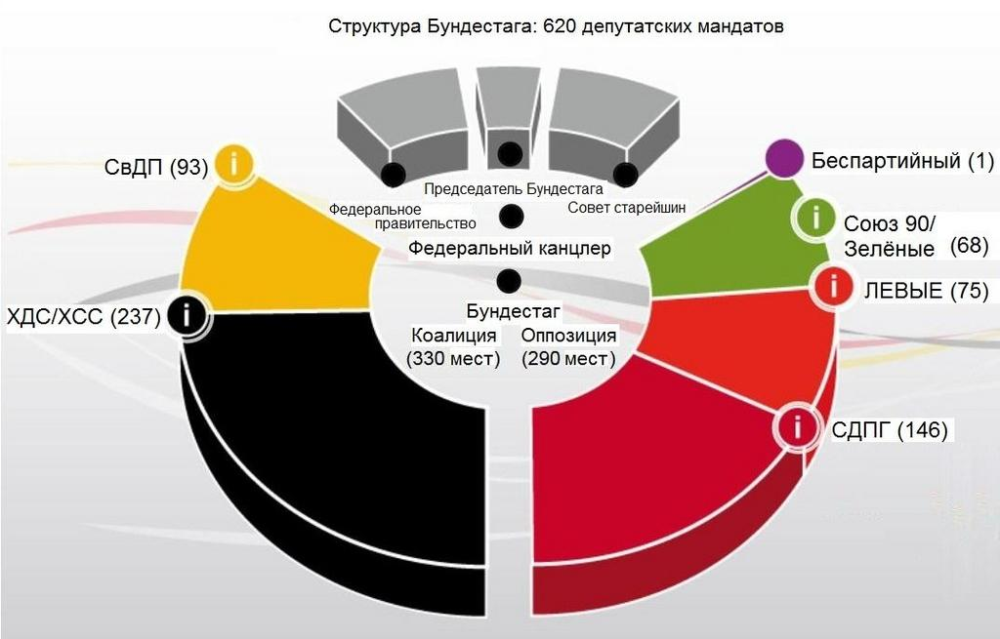 Структура Бундестага: 620 депутатских мандатов
СвДП (93)
Беспартийный (1)
Председатель Бундестага
Федеральное
правительство
Совет старейшин
Союз 90/
Зелёные (68)
Федеральный канцлер
ЛЕВЫЕ (75)
ХДС/ХСС (237)
Бундестаг
Коалиция
(330 мест)
Оппозиция
(290 мест)
СДПГ (146)
i
i
i
i
i